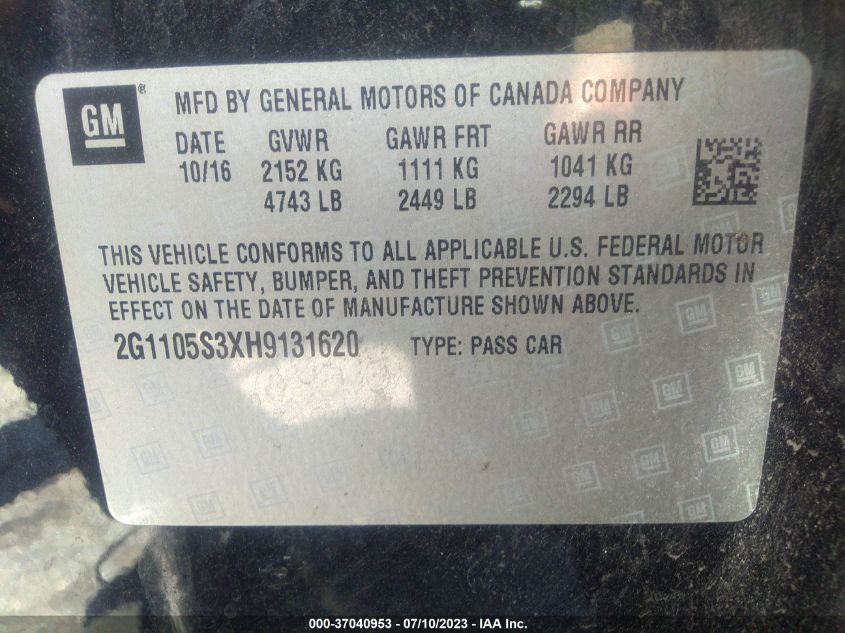 GM ®
MFD BY GENERAL MOTORS OF CANADA COMPANY
DATE GVWR GAWR FRT GAWR RR
10/16 2152 KG 1111 KG 1041 KG
4743 LB 2449 LB 2294 LB
THIS VEHICLE CONFORMS TO ALL APPLICABLE U.S. FEDERAL MOTOR
VEHICLE SAFETY, BUMPER, AND THEFT PREVENTION STANDARDS IN
EFFECT ON THE DATE OF MANUFACTURE SHOWN ABOVE.
2G1105S3XH9131620 TYPE: PASS CAR
000-37040953 - 07/10/2023 - IAA Inc.